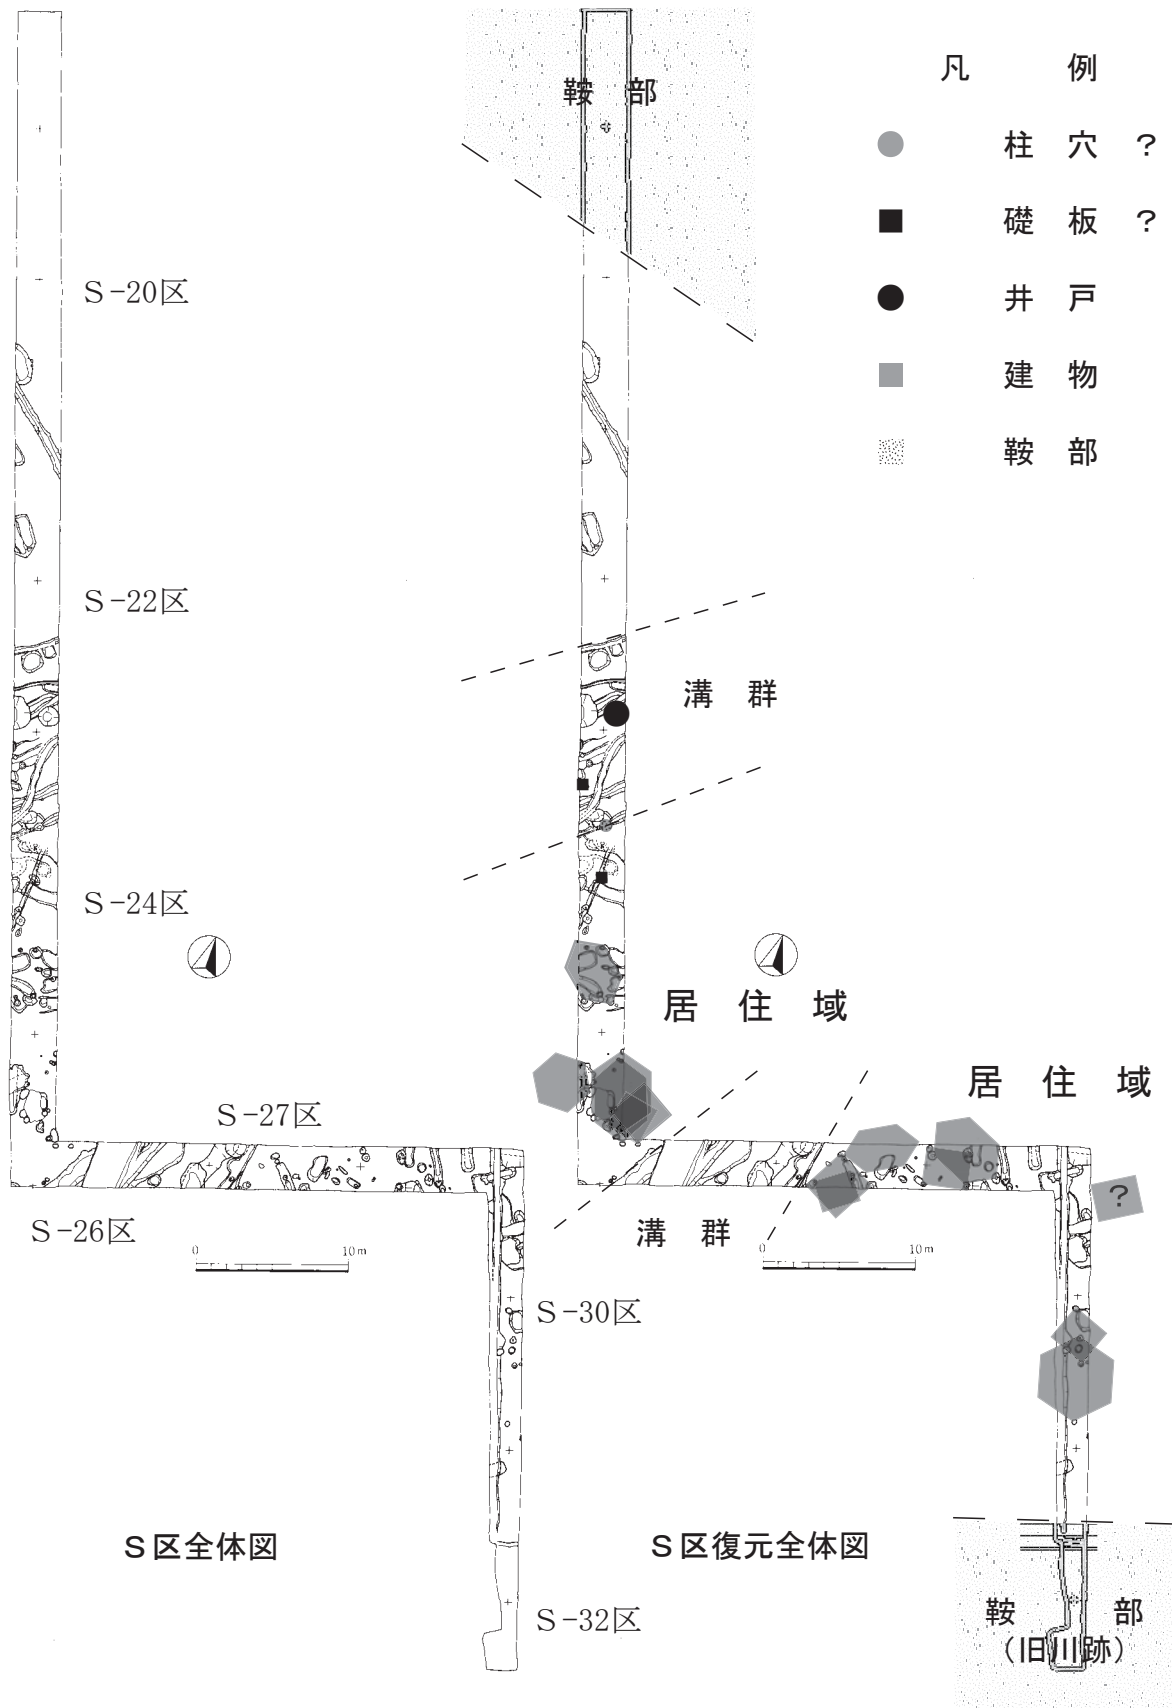 鞍 部
凡 例
柱 穴 ?
礎 板 ?
井 戸
建 物
鞍 部
S-20区
S-22区
溝 群
S-24区
居 住 域
居 住 域
S-27区
?
S-26区
溝 群
0 10m
0 10m
S-30区
S区全体図
S区復元全体図
鞍 部
(旧川跡)
S-32区